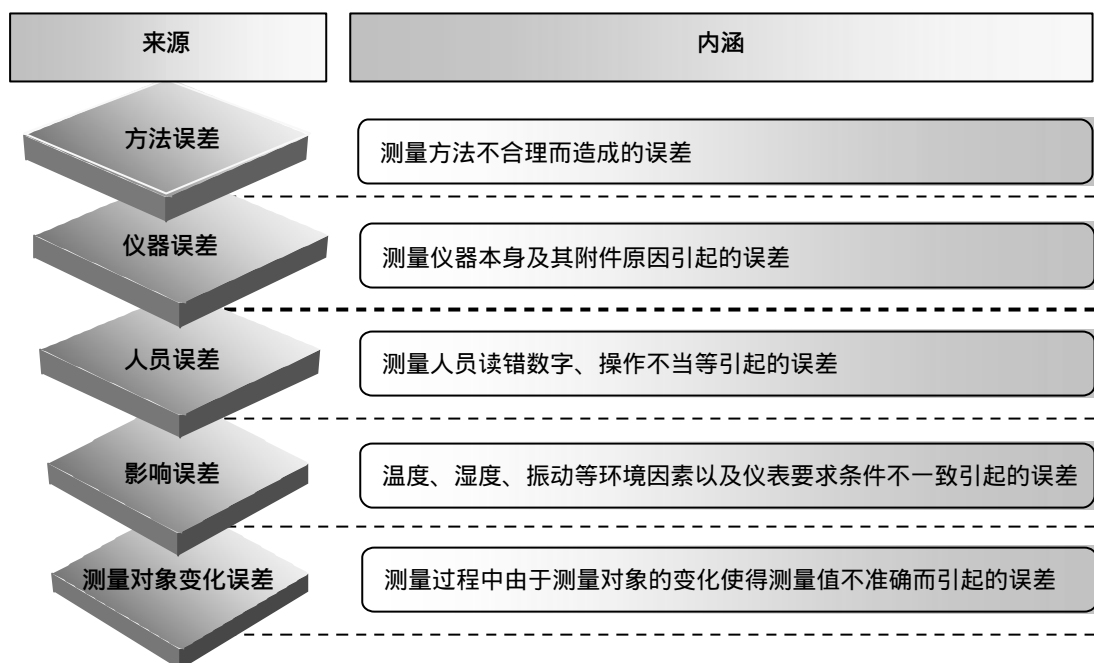 来源
内涵
方法误差
测量方法不合理而造成的误差
仪器误差
测量仪器本身及其附件原因引起的误差
人员误差
测量人员读错数字、操作不当等引起的误差
影响误差
温度、湿度、振动等环境因素以及仪表要求条件不一致引起的误差
测量对象变化误差
测量过程中由于测量对象的变化使得测量值不准确而引起的误差